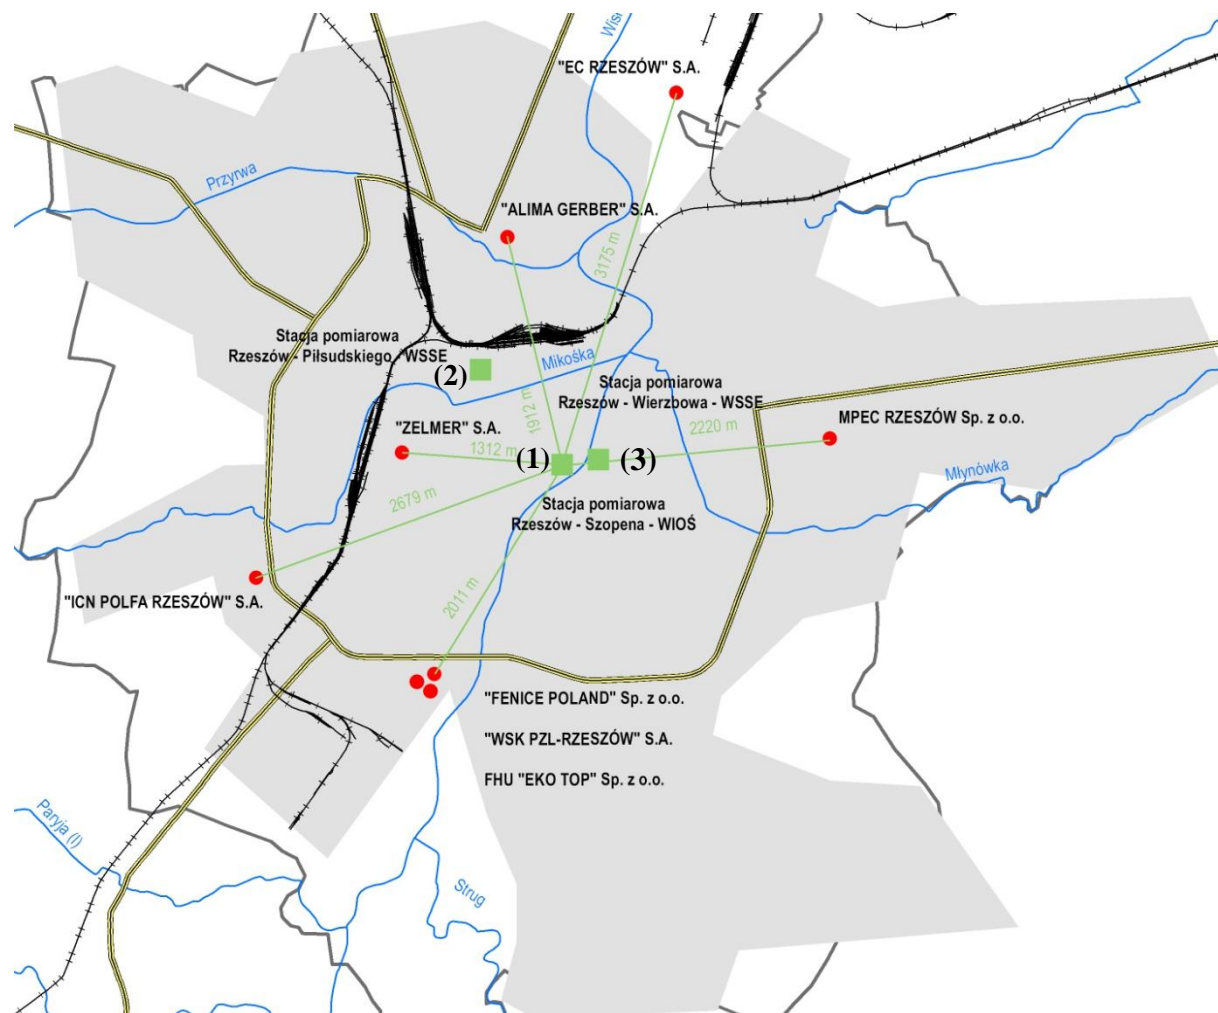 Wisł
"EC RZESZÓW" S.A.
Przyrwa
"ALIMA GERBER" S.A.
3175 m
Stacja pomiarowa
Rzeszów - Piłsudskiego -WSSE
(2)
Mikośka
Stacja pomiarowa
Rzeszów - Wierzbowa - WSSE
1912 m
2220 m
MPEC RZESZÓW Sp. z o.o.
"ZELMER" S.A.
1312 m
(1)
(3)
Młynówka
2679 m
Stacja pomiarowa
Rzeszów - Szopena - WIOŚ
"ICN POLFA RZESZÓW" S.A.
2011 m
"FENICE POLAND" Sp. z o.o.
"WSK PZL-RZESZÓW" S.A.
FHU "EKO TOP" Sp. z o.o.
Paryja (I)
Strug